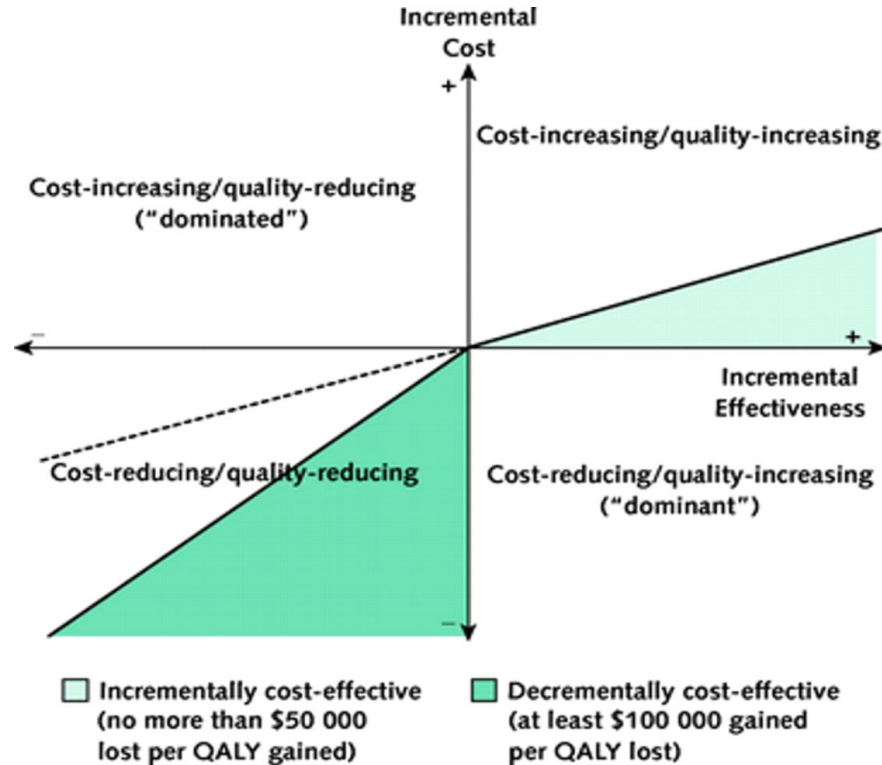 Incremental
Cost
+
Cost-increasing/quality-increasing
Cost-increasing/quality-reducing
(“dominated”)
–
+
Incremental
Effectiveness
Cost-reducing/quality-reducing
Cost-reducing/quality-increasing
(“dominant”)
–
Incrementally cost-effective
(no more than $50 000
lost per QALY gained)
Decrementally cost-effective
(at least $100 000 gained
per QALY lost)